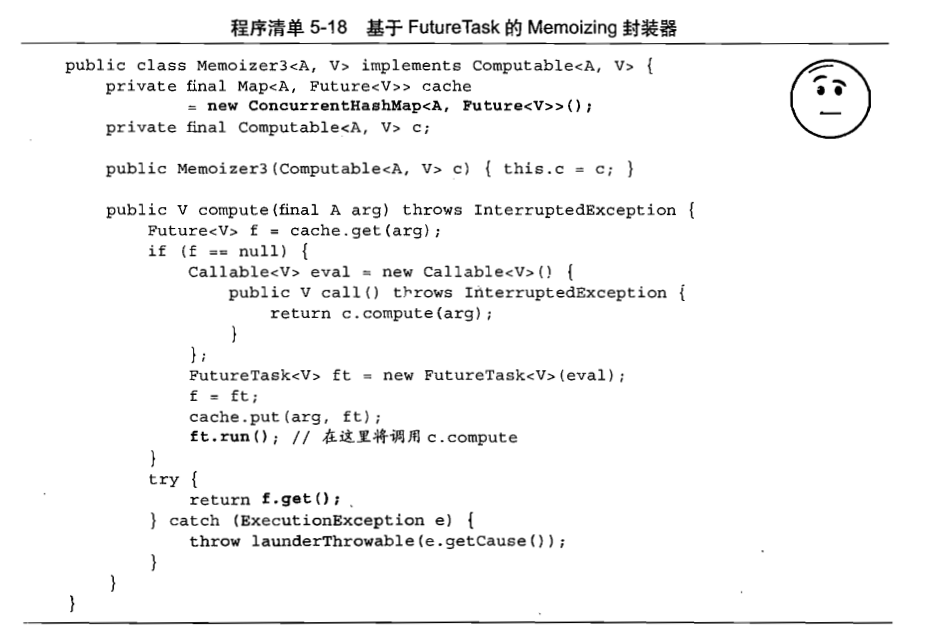 程序清单 5-18 基于 FutureTask 的 Memoizing 封装器
public class Memoizer3<A, V> implements Computable<A, V> {
    private final Map<A, Future<V>> cache
            = new ConcurrentHashMap<A, Future<V>>();
    private final Computable<A, V> c;

    public Memoizer3(Computable<A, V> c) { this.c = c; }

    public V compute(final A arg) throws InterruptedException {
        Future<V> f = cache.get(arg);
        if (f == null) {
            Callable<V> eval = new Callable<V>() {
                public V call() throws InterruptedException {
                    return c.compute(arg);
                }
            };
            FutureTask<V> ft = new FutureTask<V>(eval);
            f = ft;
            cache.put(arg, ft);
            ft.run(); // 在这里将调用 c.compute
        }
        try {
            return f.get();
        } catch (ExecutionException e) {
            throw launderThrowable(e.getCause());
        }
    }
}